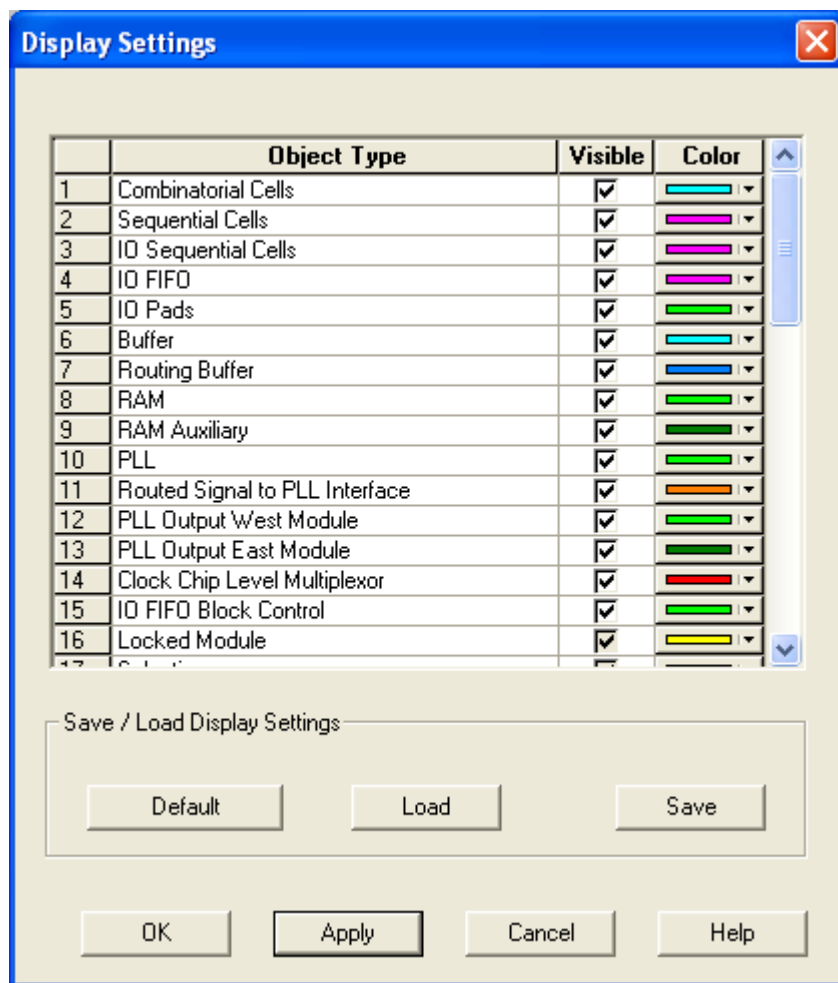 Display Settings
Object Type Visible Color
1 Combinatorial Cells
2 Sequential Cells
3 IO Sequential Cells
4 IO FIFO
5 IO Pads
6 Buffer
7 Routing Buffer
8 RAM
9 RAM Auxiliary
10 PLL
11 Routed Signal to PLL Interface
12 PLL Output West Module
13 PLL Output East Module
14 Clock Chip Level Multiplexor
15 IO FIFO Block Control
16 Locked Module
Save / Load Display Settings
Default Load Save
OK Apply Cancel Help